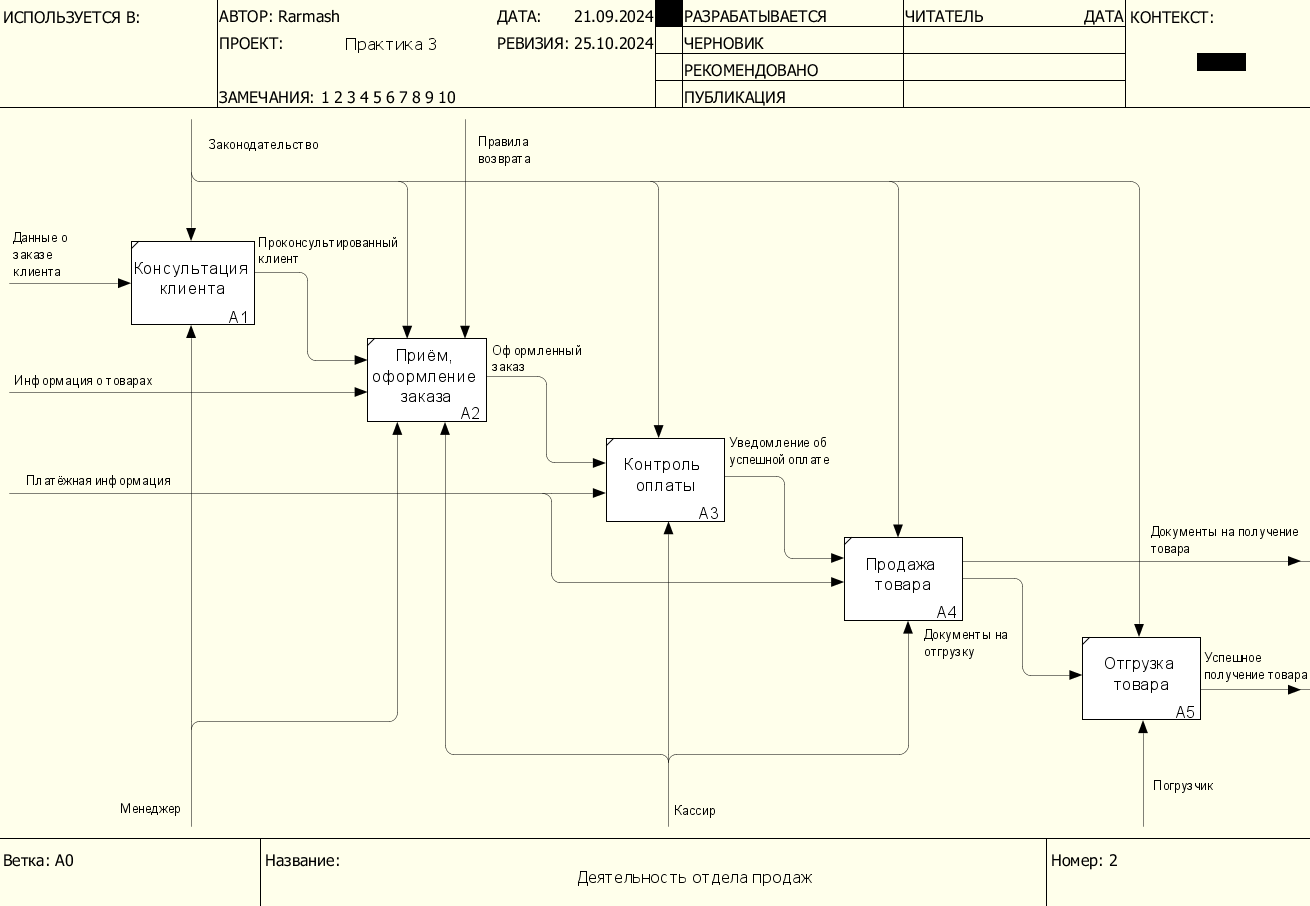 ИСПОЛЬЗУЕТСЯ В:
АВТОР: Rarmash
ДАТА: 21.09.2024
ПРОЕКТ: Практика 3
РЕВИЗИЯ: 25.10.2024
ЗАМЕЧАНИЯ: 1 2 3 4 5 6 7 8 9 10
РАЗРАБАТЫВАЕТСЯ
ЧЕРНОВИК
РЕКОМЕНДОВАНО
ПУБЛИКАЦИЯ
ЧИТАТЕЛЬ
ДАТА
КОНТЕКСТ:
Законодательство
Правила
возврата
Данные о
заказе
клиента
Консультация
клиента
A1
Проконсультированный
клиент
Информация о товарах
Приём,
оформление
заказа
A2
Оформленный
заказ
Платёжная информация
Контроль
оплаты
A3
Уведомление об
успешной оплате
Продажа
товара
A4
Документы на получение
товара
Документы на
отгрузку
Отгрузка
товара
A5
Успешное
получение товара
Менеджер
Кассир
Погрузчик
Ветка: A0
Название:
Деятельность отдела продаж
Номер: 2